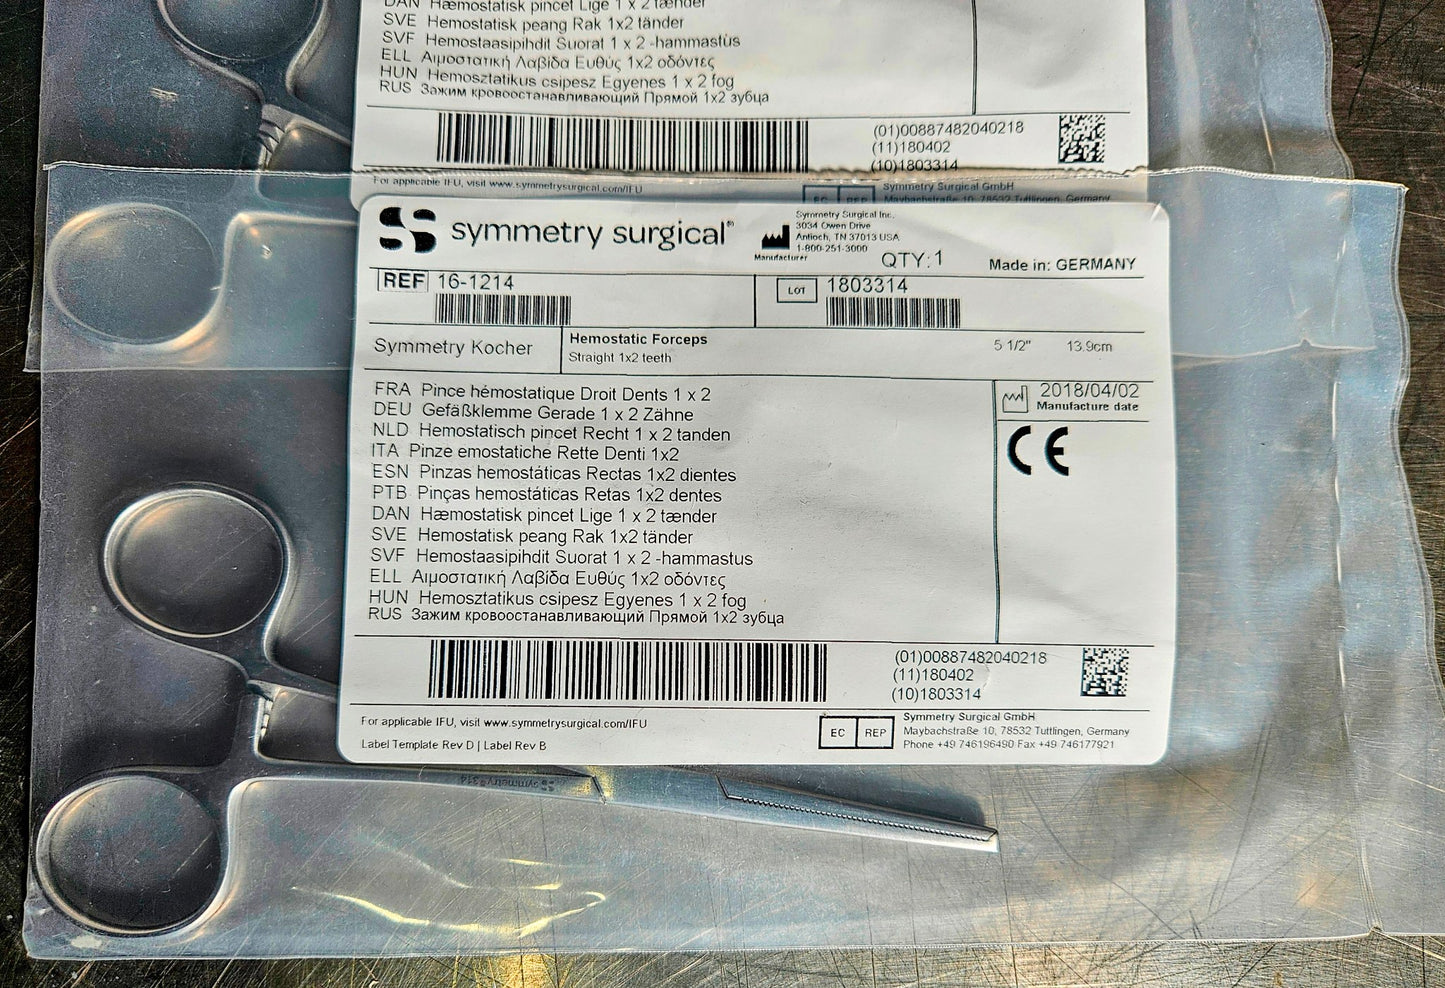 DAN Hæmostatisk pincet Lige 1 x 2 tænder
SVE Hemostatisk peang Rak 1x2 tänder
SVF Hemostaasipihdit Suorat 1 x 2 -hammastus
ELL Αιμοστατική Λαβίδα Ευθύς 1x2 οδόντες
HUN Hemosztatikus csipesz Egyenes 1 x 2 fog
RUS Зажим кровоостанавливающий Прямой 1x2 зубца
(01)00887482040218
(11)180402
(10)1803314
For applicable IFU, visit www.symmetrysurgical.com/IFU
EC REP
Symmetry Surgical GmbH
Maybachstraße 10, 78532 Tuttlingen, Germany
symmetry surgical®
Symmetry Surgical Inc.
3034 Owen Drive
Antioch, TN 37013 USA
1-800-251-3000
Manufacturer
QTY:1
Made in: GERMANY
REF 16-1214
LOT 1803314
Symmetry Kocher
Hemostatic Forceps
Straight 1x2 teeth
5 1/2" 13.9cm
FRA Pince hémostatique Droit Dents 1 x 2
DEU Gefäßklemme Gerade 1 x 2 Zähne
NLD Hemostatisch pincet Recht 1 x 2 tanden
ITA Pinze emostatiche Rette Denti 1x2
ESN Pinzas hemostáticas Rectas 1x2 dientes
PTB Pinças hemostáticas Retas 1x2 dentes
DAN Hæmostatisk pincet Lige 1 x 2 tænder
SVE Hemostatisk peang Rak 1x2 tänder
SVF Hemostaasipihdit Suorat 1 x 2 -hammastus
ELL Αιμοστατική Λαβίδα Ευθύς 1x2 οδόντες
HUN Hemosztatikus csipesz Egyenes 1 x 2 fog
RUS Зажим кровоостанавливающий Прямой 1x2 зубца
2018/04/02
Manufacture date
CE
(01)00887482040218
(11)180402
(10)1803314
For applicable IFU, visit www.symmetrysurgical.com/IFU
Label Template Rev D | Label Rev B
EC REP
Symmetry Surgical GmbH
Maybachstraße 10, 78532 Tuttlingen, Germany
Phone +49 746196490 Fax +49 746177921
symmetry® 314